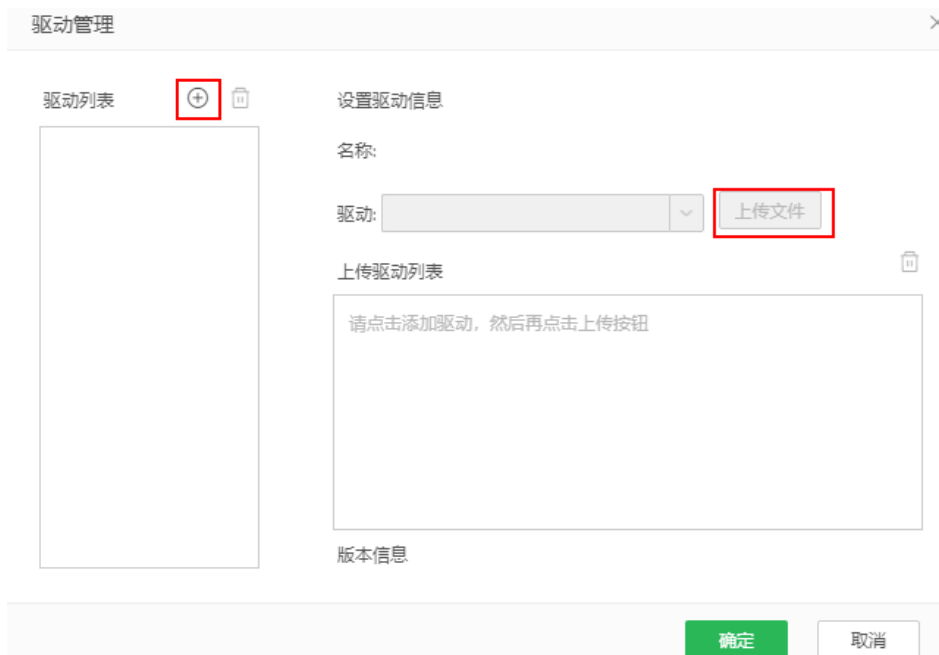 驱动管理
驱动列表
设置驱动信息
名称:
驱动:
上传文件
上传驱动列表
请点击添加驱动，然后再点击上传按钮
版本信息
确定
取消